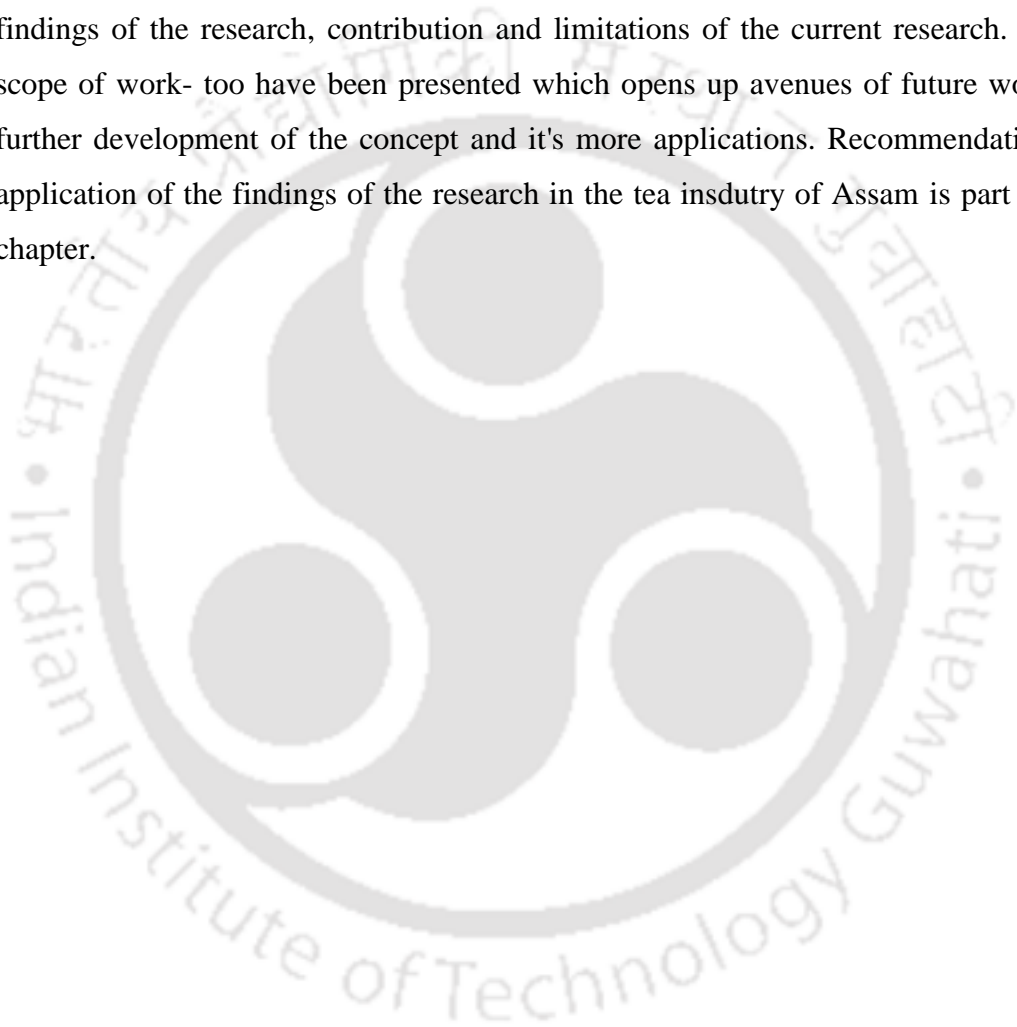 findings of the research, contribution and limitations of the current research.
scope of work- too have been presented which opens up avenues of future
further development of the concept and it's more applications.
application of the findings of the research in the tea insdutry of Assam is part
chapter.
भारतीय प्रौद्योगिकी संस्थान गुवाहाटी
Indian Institute of Technology Guwahati